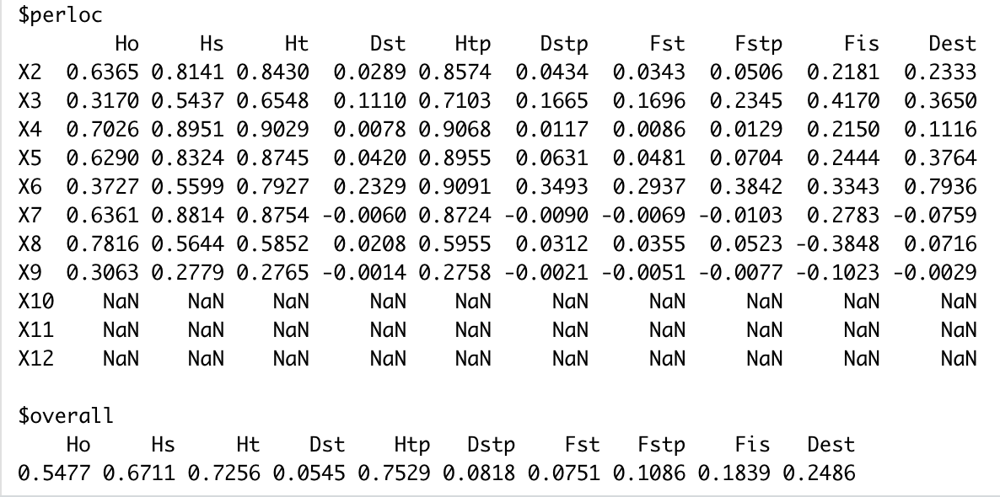 $perloc
Ho Hs Ht Dst Htp Dstp Fst Fstp Fis Dest
X2 0.6365 0.8141 0.8430 0.0289 0.8574 0.0434 0.0343 0.0506 0.2181 0.2333
X3 0.3170 0.5437 0.6548 0.1110 0.7103 0.1665 0.1696 0.2345 0.4170 0.3650
X4 0.7026 0.8951 0.9029 0.0078 0.9068 0.0117 0.0086 0.0129 0.2150 0.1116
X5 0.6290 0.8324 0.8745 0.0420 0.8955 0.0631 0.0481 0.0704 0.2444 0.3764
X6 0.3727 0.5599 0.7927 0.2329 0.9091 0.3493 0.2937 0.3842 0.3343 0.7936
X7 0.6361 0.8814 0.8754 -0.0060 0.8724 -0.0090 -0.0069 -0.0103 0.2783 -0.0759
X8 0.7816 0.5644 0.5852 0.0208 0.5955 0.0312 0.0355 0.0523 -0.3848 0.0716
X9 0.3063 0.2779 0.2765 -0.0014 0.2758 -0.0021 -0.0051 -0.0077 -0.1023 -0.0029
X10 NaN NaN NaN NaN NaN NaN NaN NaN NaN NaN
X11 NaN NaN NaN NaN NaN NaN NaN NaN NaN NaN
X12 NaN NaN NaN NaN NaN NaN NaN NaN NaN NaN
$overall
Ho Hs Ht Dst Htp Dstp Fst Fstp Fis Dest
0.5477 0.6711 0.7256 0.0545 0.7529 0.0818 0.0751 0.1086 0.1839 0.2486